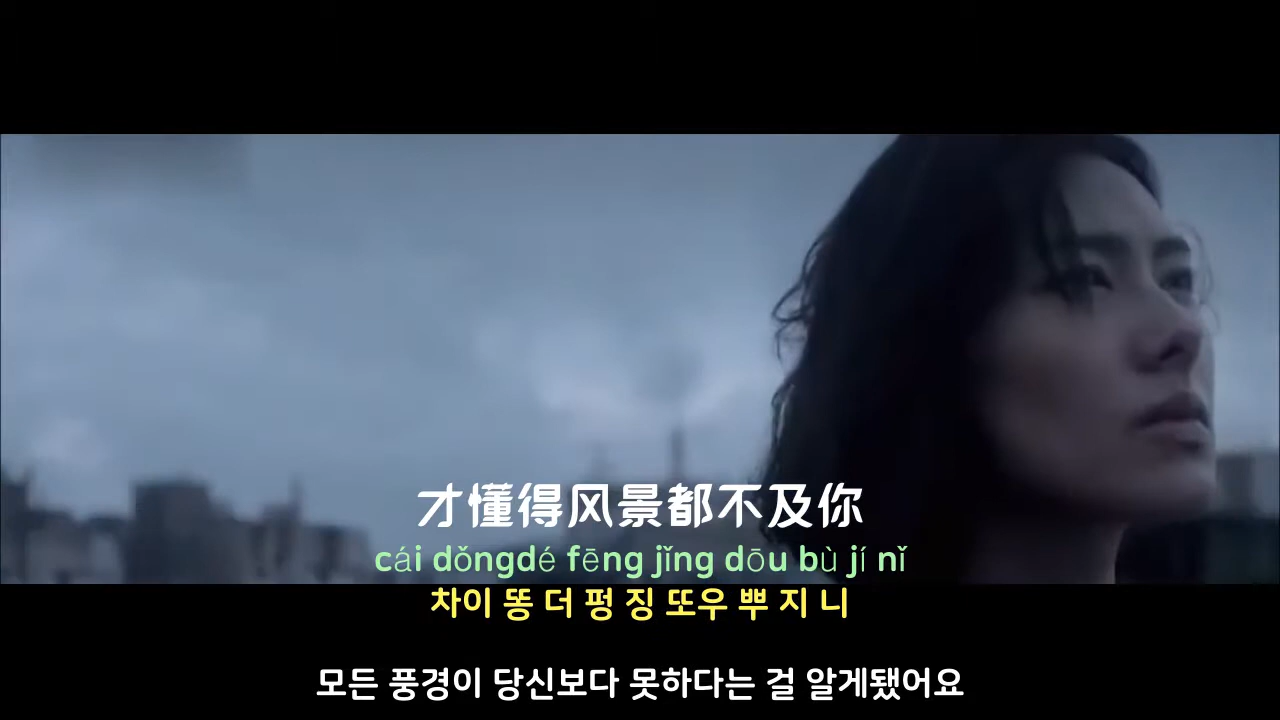 才懂得风景都不及你
cái dǒngdé fēng jǐng dōu bù jí nǐ
차이 똥 더 펑 징 또우 뿌 지 니
모든 풍경이 당신보다 못하다는 걸 알게됐어요